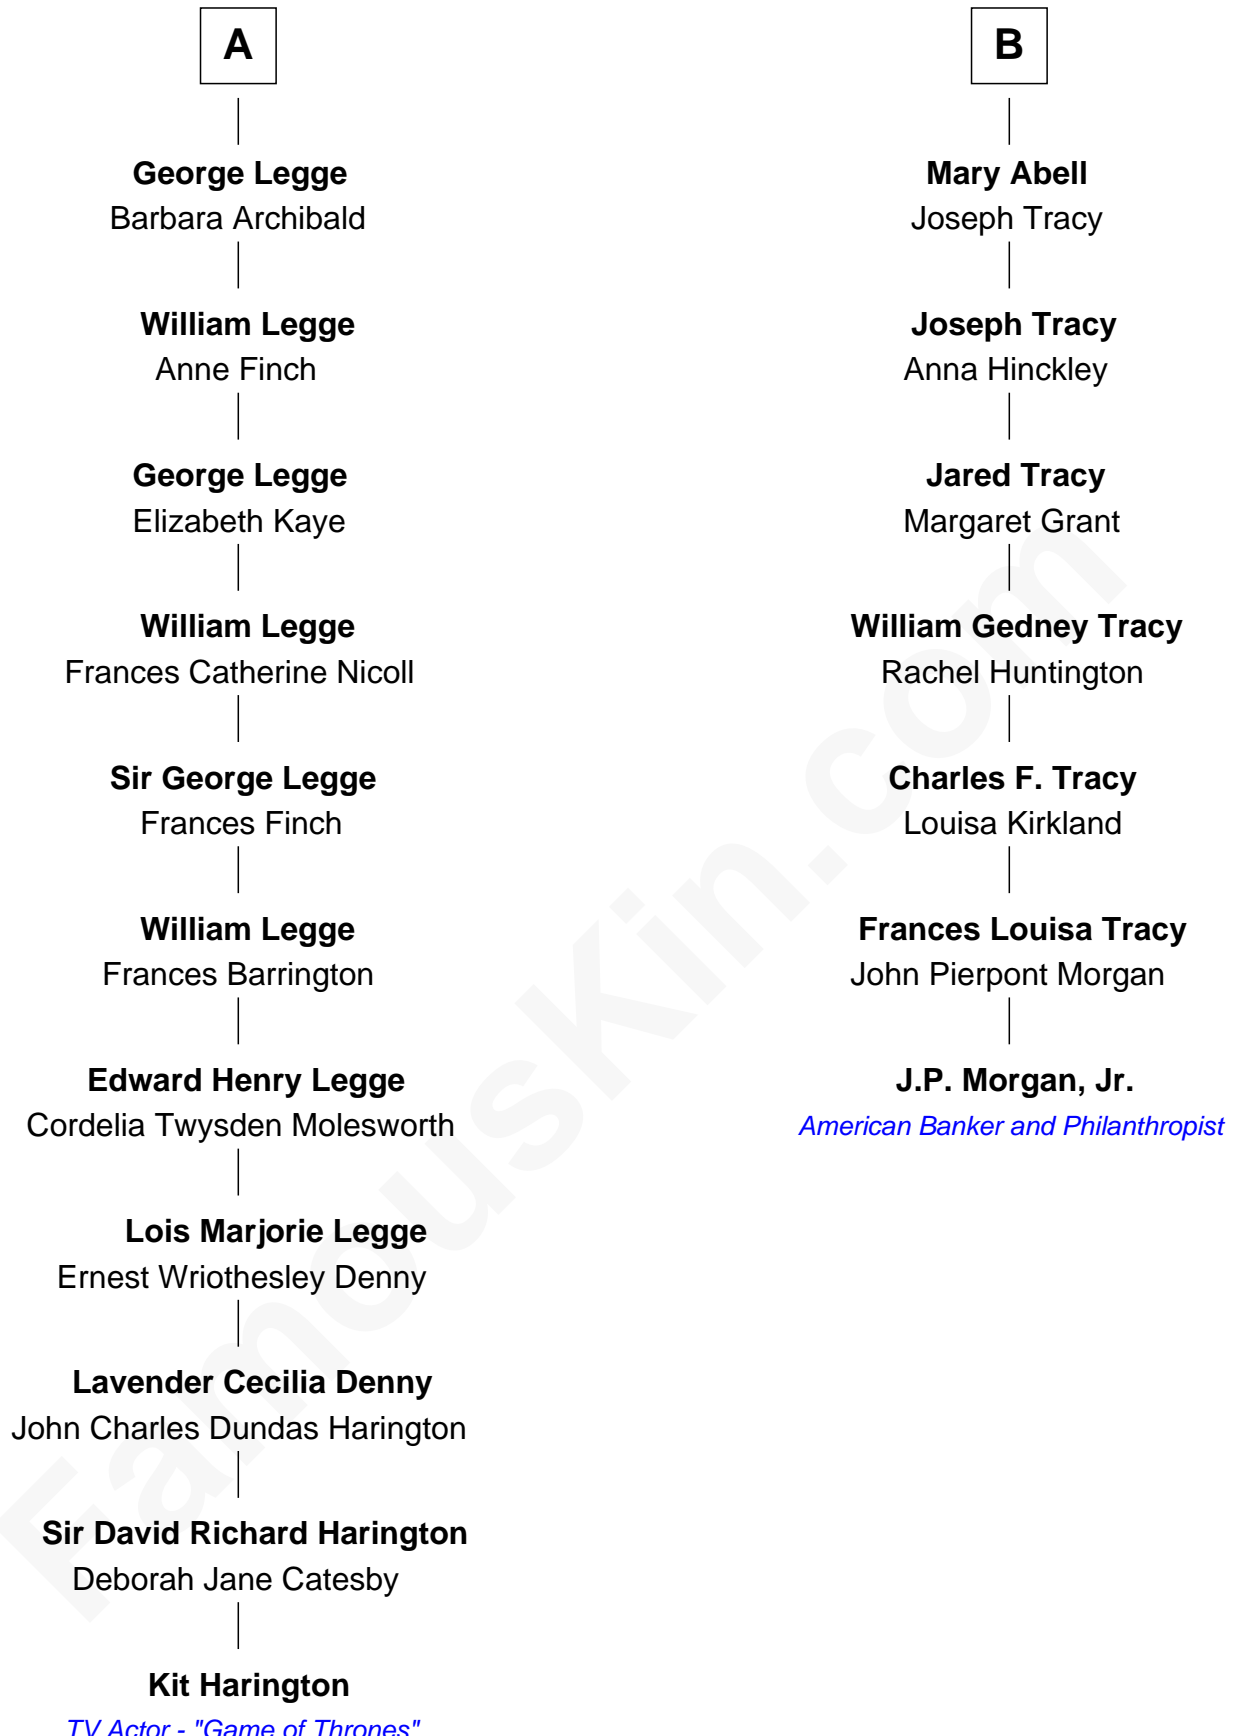 A
George Legge
Barbara Archibald
William Legge
Anne Finch
George Legge
Elizabeth Kaye
William Legge
Frances Catherine Nicoll
Sir George Legge
Frances Finch
William Legge
Frances Barrington
Edward Henry Legge
Cordelia Twysden Molesworth
Lois Marjorie Legge
Ernest Wriothesley Denny
Lavender Cecilia Denny
John Charles Dundas Harington
Sir David Richard Harington
Deborah Jane Catesby
Kit Harington
TV Actor - "Game of Thrones"
B
Mary Abell
Joseph Tracy
Joseph Tracy
Anna Hinckley
Jared Tracy
Margaret Grant
William Gedney Tracy
Rachel Huntington
Charles F. Tracy
Louisa Kirkland
Frances Louisa Tracy
John Pierpont Morgan
J.P. Morgan, Jr.
American Banker and Philanthropist
FamousKin.com